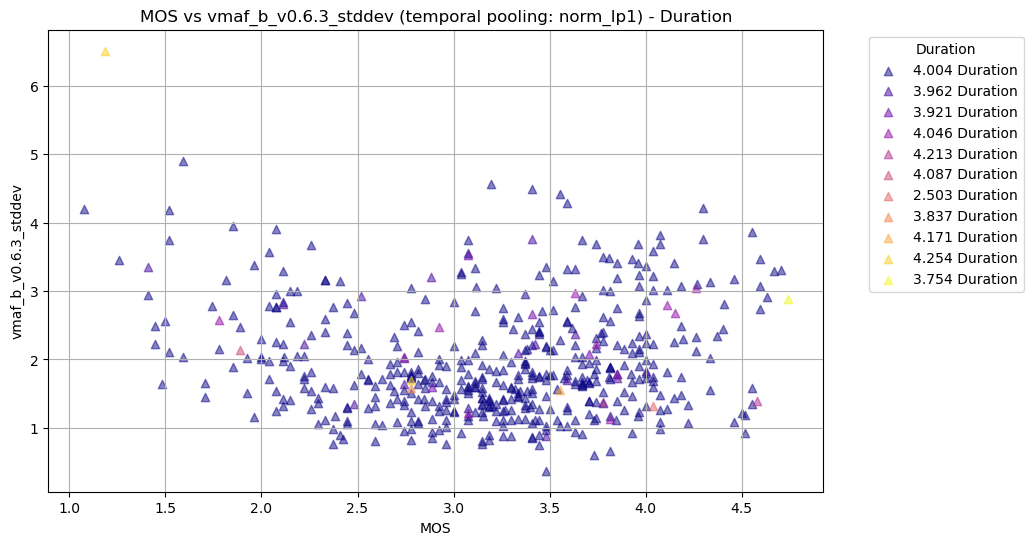 MOS vs vmaf_b_v0.6.3_stddev (temporal pooling: norm_lp1) - Duration
Duration
4.004 Duration
3.962 Duration
3.921 Duration
4.046 Duration
4.213 Duration
4.087 Duration
2.503 Duration
3.837 Duration
4.171 Duration
4.254 Duration
3.754 Duration
vmaf_b_v0.6.3_stddev
6
5
4
3
2
1
1.0 1.5 2.0 2.5 3.0 3.5 4.0 4.5
MOS